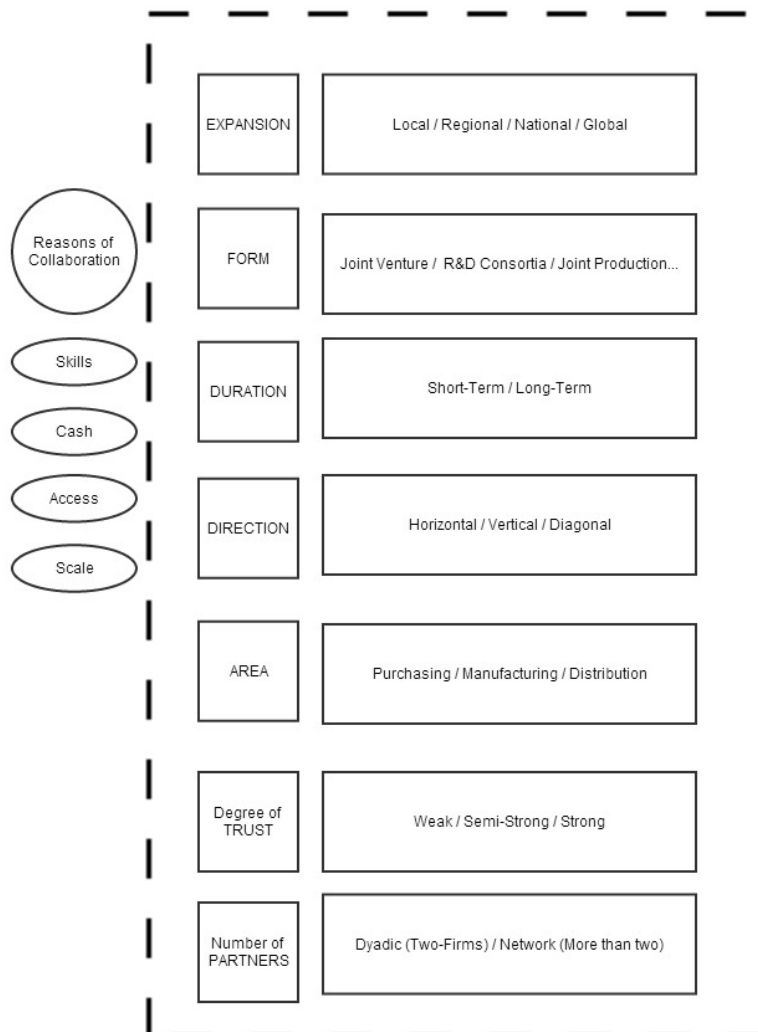 Reasons of
Collaboration
Skills
Cash
Access
Scale
EXPANSION
Local / Regional / National / Global
FORM
Joint Venture / R&D Consortia / Joint Production...
DURATION
Short-Term / Long-Term
DIRECTION
Horizontal / Vertical / Diagonal
AREA
Purchasing / Manufacturing / Distribution
Degree of
TRUST
Weak / Semi-Strong / Strong
Number of
PARTNERS
Dyadic (Two-Firms) / Network (More than two)